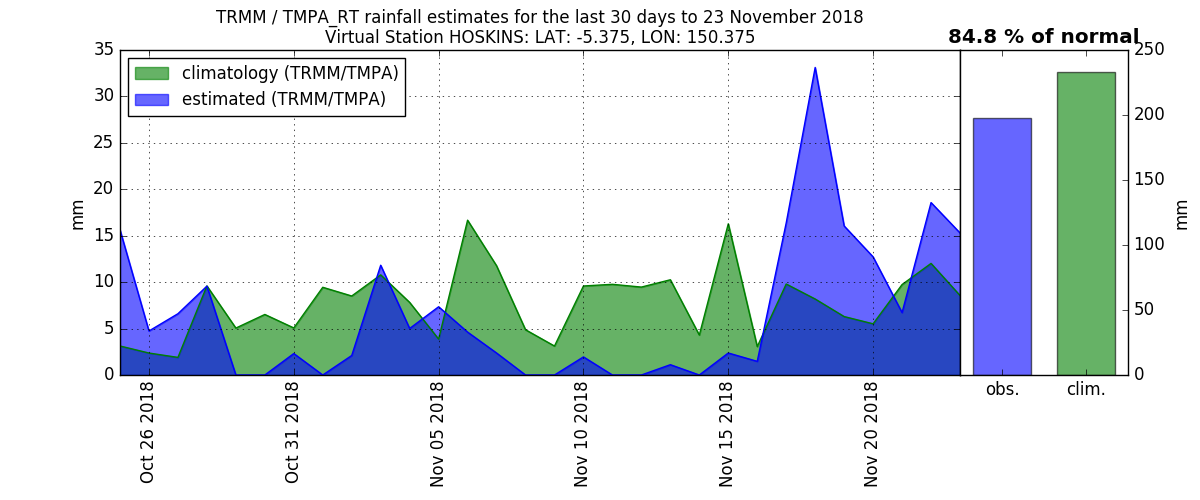 TRMM / TMPA_RT rainfall estimates for the last 30 days to 23 November 2018
Virtual Station HOSKINS: LAT: -5.375, LON: 150.375
84.8 % of normal
climatology (TRMM/TMPA)
estimated (TRMM/TMPA)
mm
35
30
25
20
15
10
5
0
Oct 26 2018
Oct 31 2018
Nov 05 2018
Nov 10 2018
Nov 15 2018
Nov 20 2018
obs.
clim.
250
200
150
100
50
0
mm